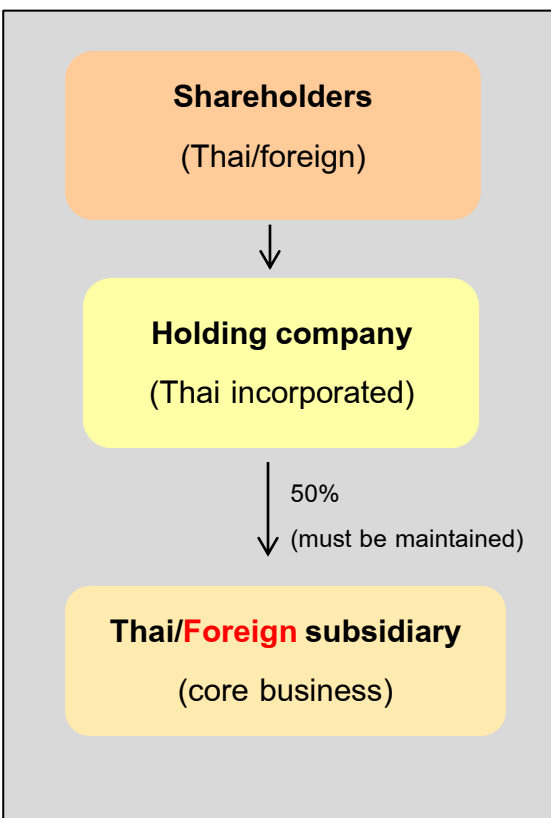 Shareholders
(Thai/foreign)
Holding company
(Thai incorporated)
50%
(must be maintained)
Thai/Foreign subsidiary
(core business)